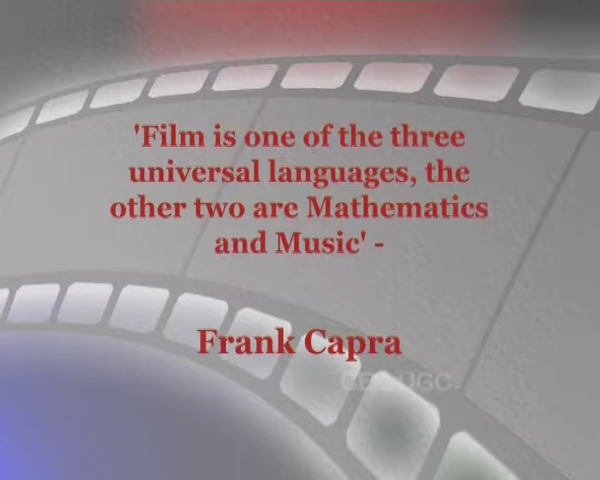 'Film is one of the three
universal languages, the
other two are Mathematics
and Music' -
Frank Capra